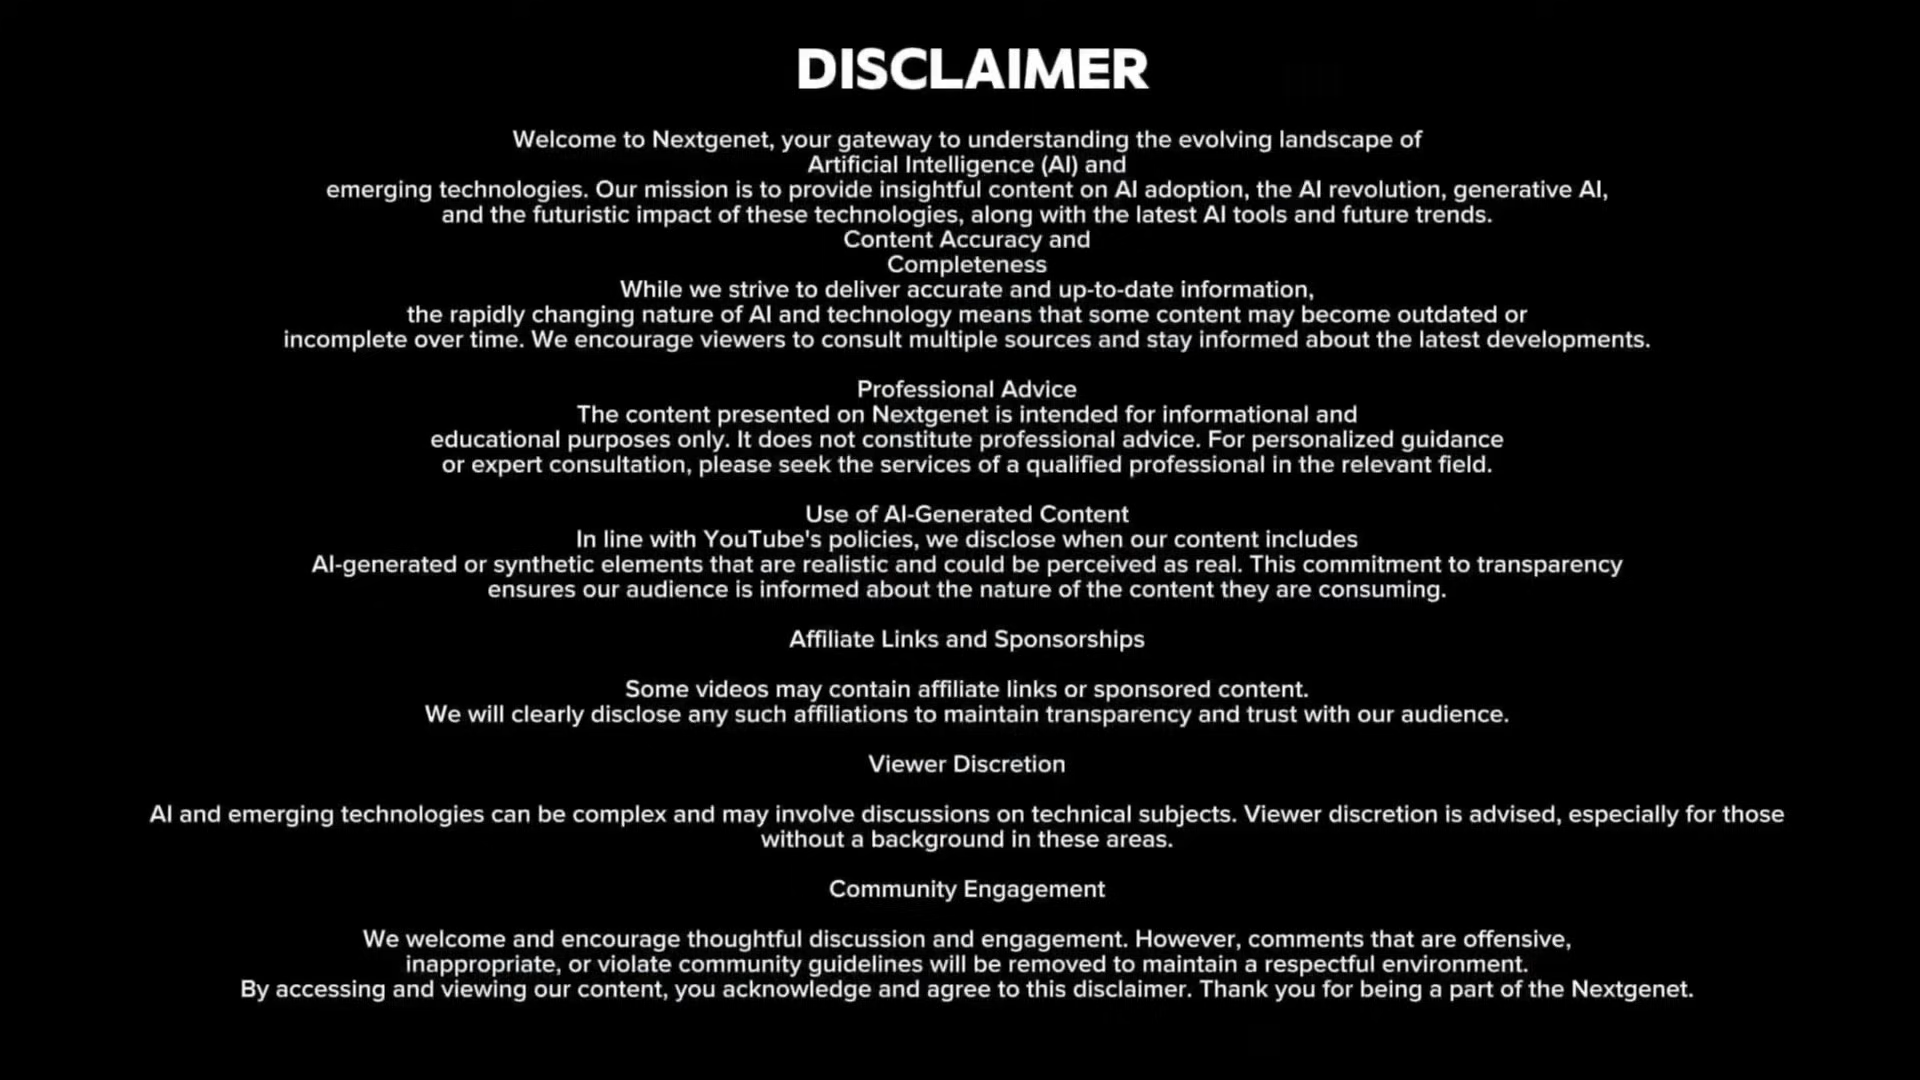 DISCLAIMER
Welcome to Nextgenet, your gateway to understanding the evolving landscape of
Artificial Intelligence (AI) and
emerging technologies. Our mission is to provide insightful content on AI adoption, the AI revolution, generative AI,
and the futuristic impact of these technologies, along with the latest AI tools and future trends.
Content Accuracy and
Completeness
While we strive to deliver accurate and up-to-date information,
the rapidly changing nature of AI and technology means that some content may become outdated or
incomplete over time. We encourage viewers to consult multiple sources and stay informed about the latest developments.
Professional Advice
The content presented on Nextgenet is intended for informational and
educational purposes only. It does not constitute professional advice. For personalized guidance
or expert consultation, please seek the services of a qualified professional in the relevant field.
Use of AI-Generated Content
In line with YouTube's policies, we disclose when our content includes
AI-generated or synthetic elements that are realistic and could be perceived as real. This commitment to transparency
ensures our audience is informed about the nature of the content they are consuming.
Affiliate Links and Sponsorships
Some videos may contain affiliate links or sponsored content.
We will clearly disclose any such affiliations to maintain transparency and trust with our audience.
Viewer Discretion
AI and emerging technologies can be complex and may involve discussions on technical subjects. Viewer discretion is advised, especially for those
without a background in these areas.
Community Engagement
We welcome and encourage thoughtful discussion and engagement. However, comments that are offensive,
inappropriate, or violate community guidelines will be removed to maintain a respectful environment.
By accessing and viewing our content, you acknowledge and agree to this disclaimer. Thank you for being a part of the Nextgenet.